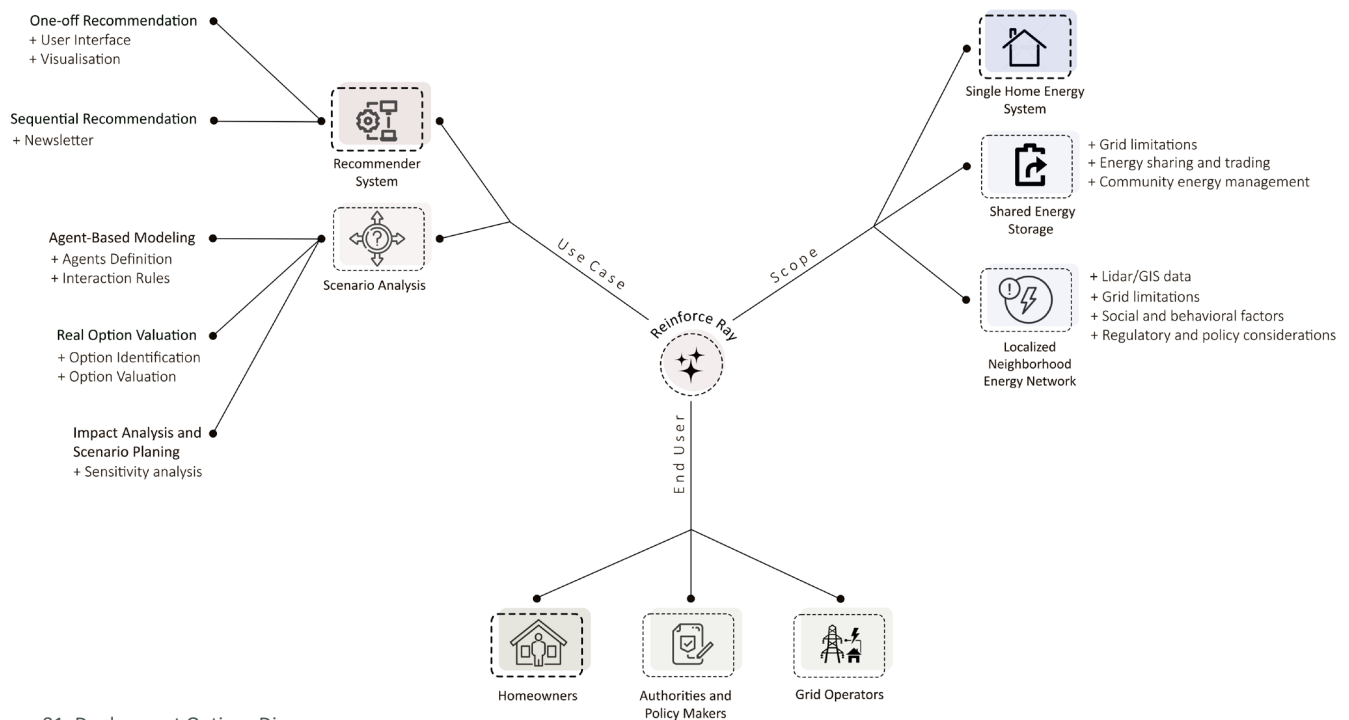 One-off Recommendation
+ User Interface
+ Visualisation
Sequential Recommendation
+ Newsletter
Recommender
System
Agent-Based Modeling
+ Agents Definition
+ Interaction Rules
Scenario Analysis
Real Option Valuation
+ Option Identification
+ Option Valuation
Impact Analysis and
Scenario Planing
+ Sensitivity analysis
Use Case
Reinforce Ray
Scope
Single Home Energy
System
+ Grid limitations
+ Energy sharing and trading
+ Community energy management
Shared Energy
Storage
+ Lidar/GIS data
+ Grid limitations
+ Social and behavioral factors
+ Regulatory and policy considerations
Localized
Neighborhood
Energy Network
End User
Homeowners
Authorities and
Policy Makers
Grid Operators